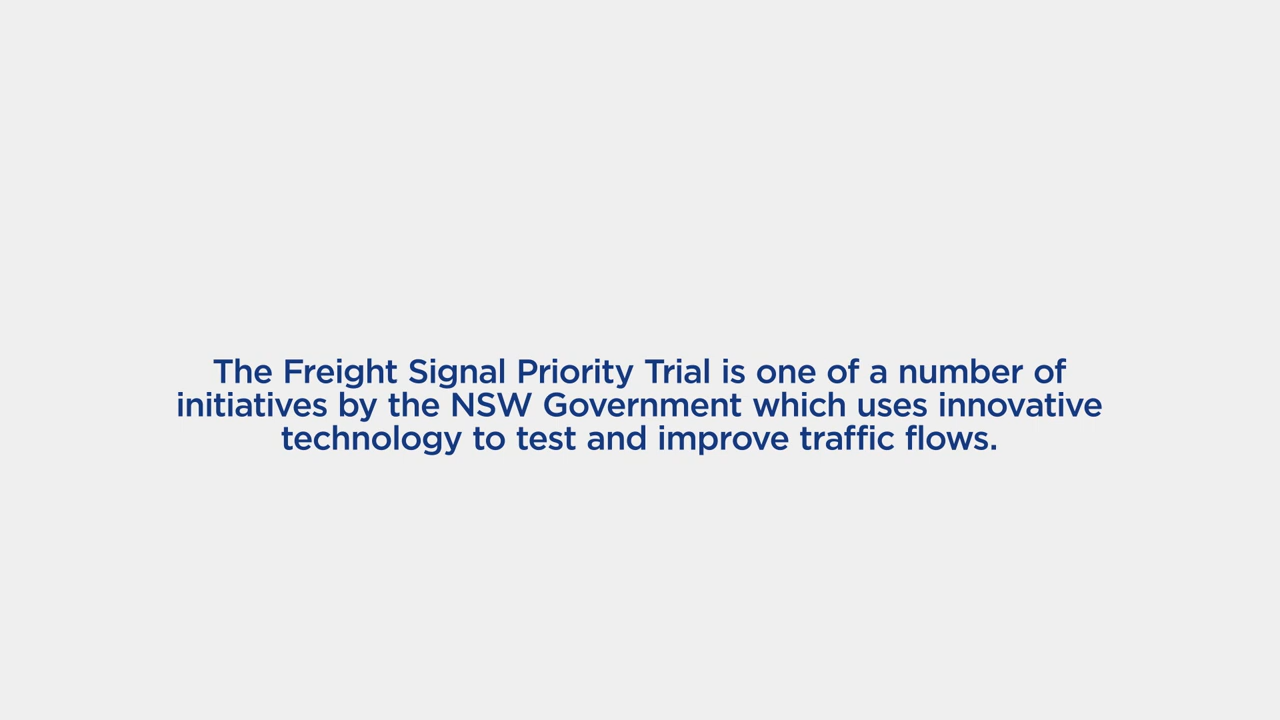 The Freight Signal Priority Trial is one of a number of
initiatives by the NSW Government which uses innovative
technology to test and improve traffic flows.